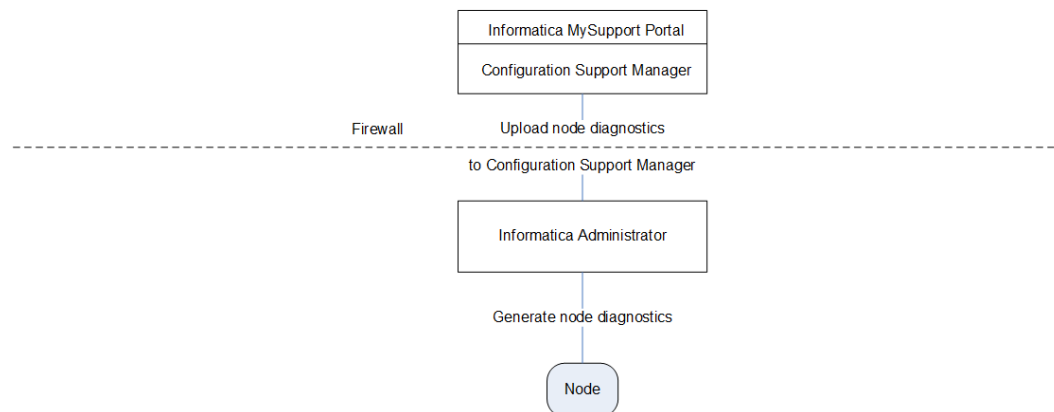 Informatica MySupport Portal
Configuration Support Manager
Firewall
Upload node diagnostics
to Configuration Support Manager
Informatica Administrator
Generate node diagnostics
Node